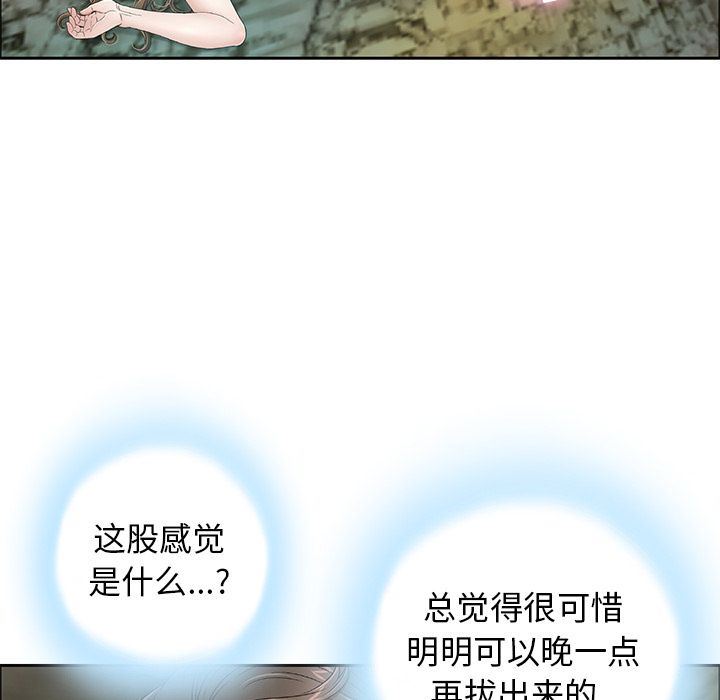 这股感觉
是什么...?
总觉得很可惜
明明可以晚一点
再拔出来的